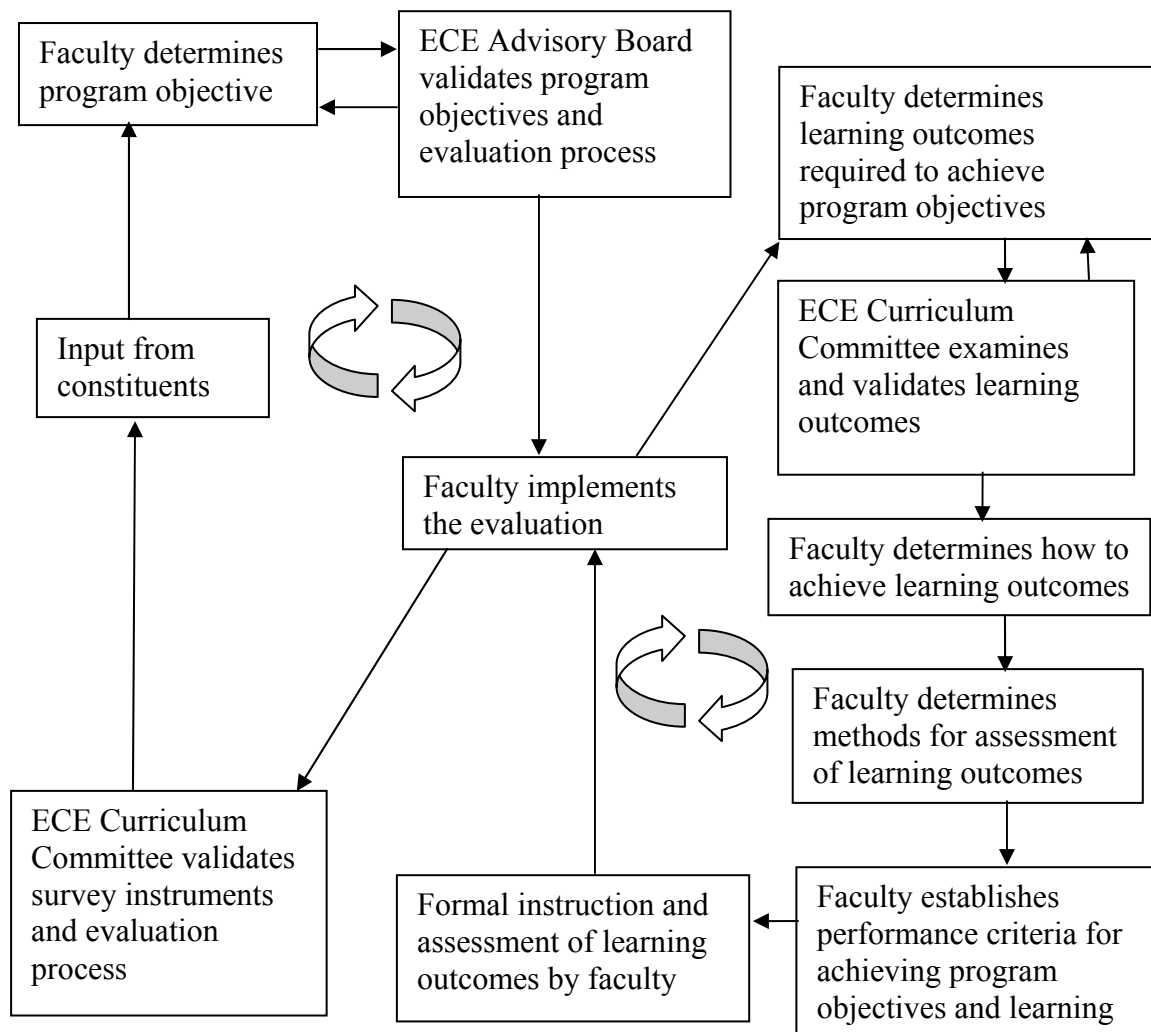 Faculty determines
program objective
ECE Advisory Board
validates program
objectives and
evaluation process
Faculty determines
learning outcomes
required to achieve
program objectives
Input from
constituents
ECE Curriculum
Committee examines
and validates learning
outcomes
Faculty implements
the evaluation
Faculty determines how to
achieve learning outcomes
Faculty determines
methods for assessment
of learning outcomes
ECE Curriculum
Committee validates
survey instruments
and evaluation
process
Formal instruction and
assessment of learning
outcomes by faculty
Faculty establishes
performance criteria for
achieving program
objectives and learning